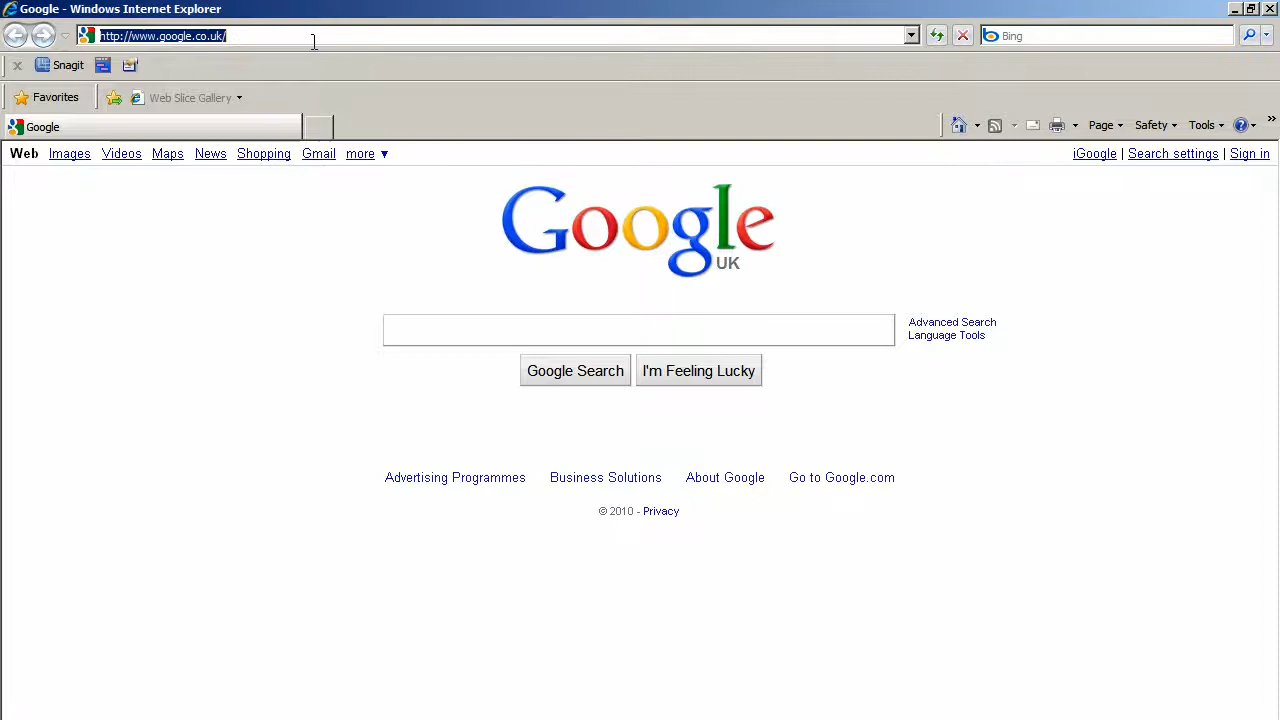 Google - Windows Internet Explorer
http://www.google.co.uk/
Bing
Snagit
Favorites Web Slice Gallery
Google
Page Safety Tools »
Web Images Videos Maps News Shopping Gmail more ▼ iGoogle | Search settings | Sign in
Google
UK
Advanced Search
Language Tools
Google Search I'm Feeling Lucky
Advertising Programmes Business Solutions About Google Go to Google.com
© 2010 - Privacy